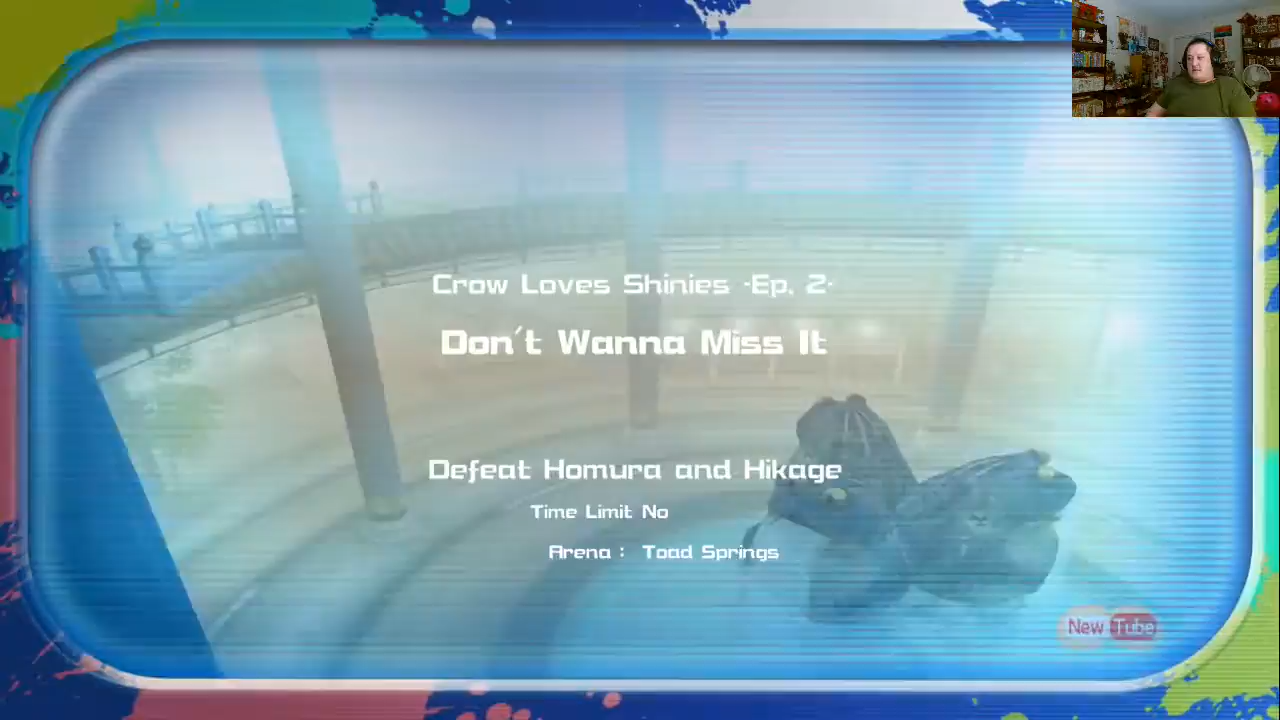 Crow Loves Shinies -Ep. 2-
Don't Wanna Miss It
Defeat Homura and Hikage
Time Limit No
Arena : Toad Springs
New Tube